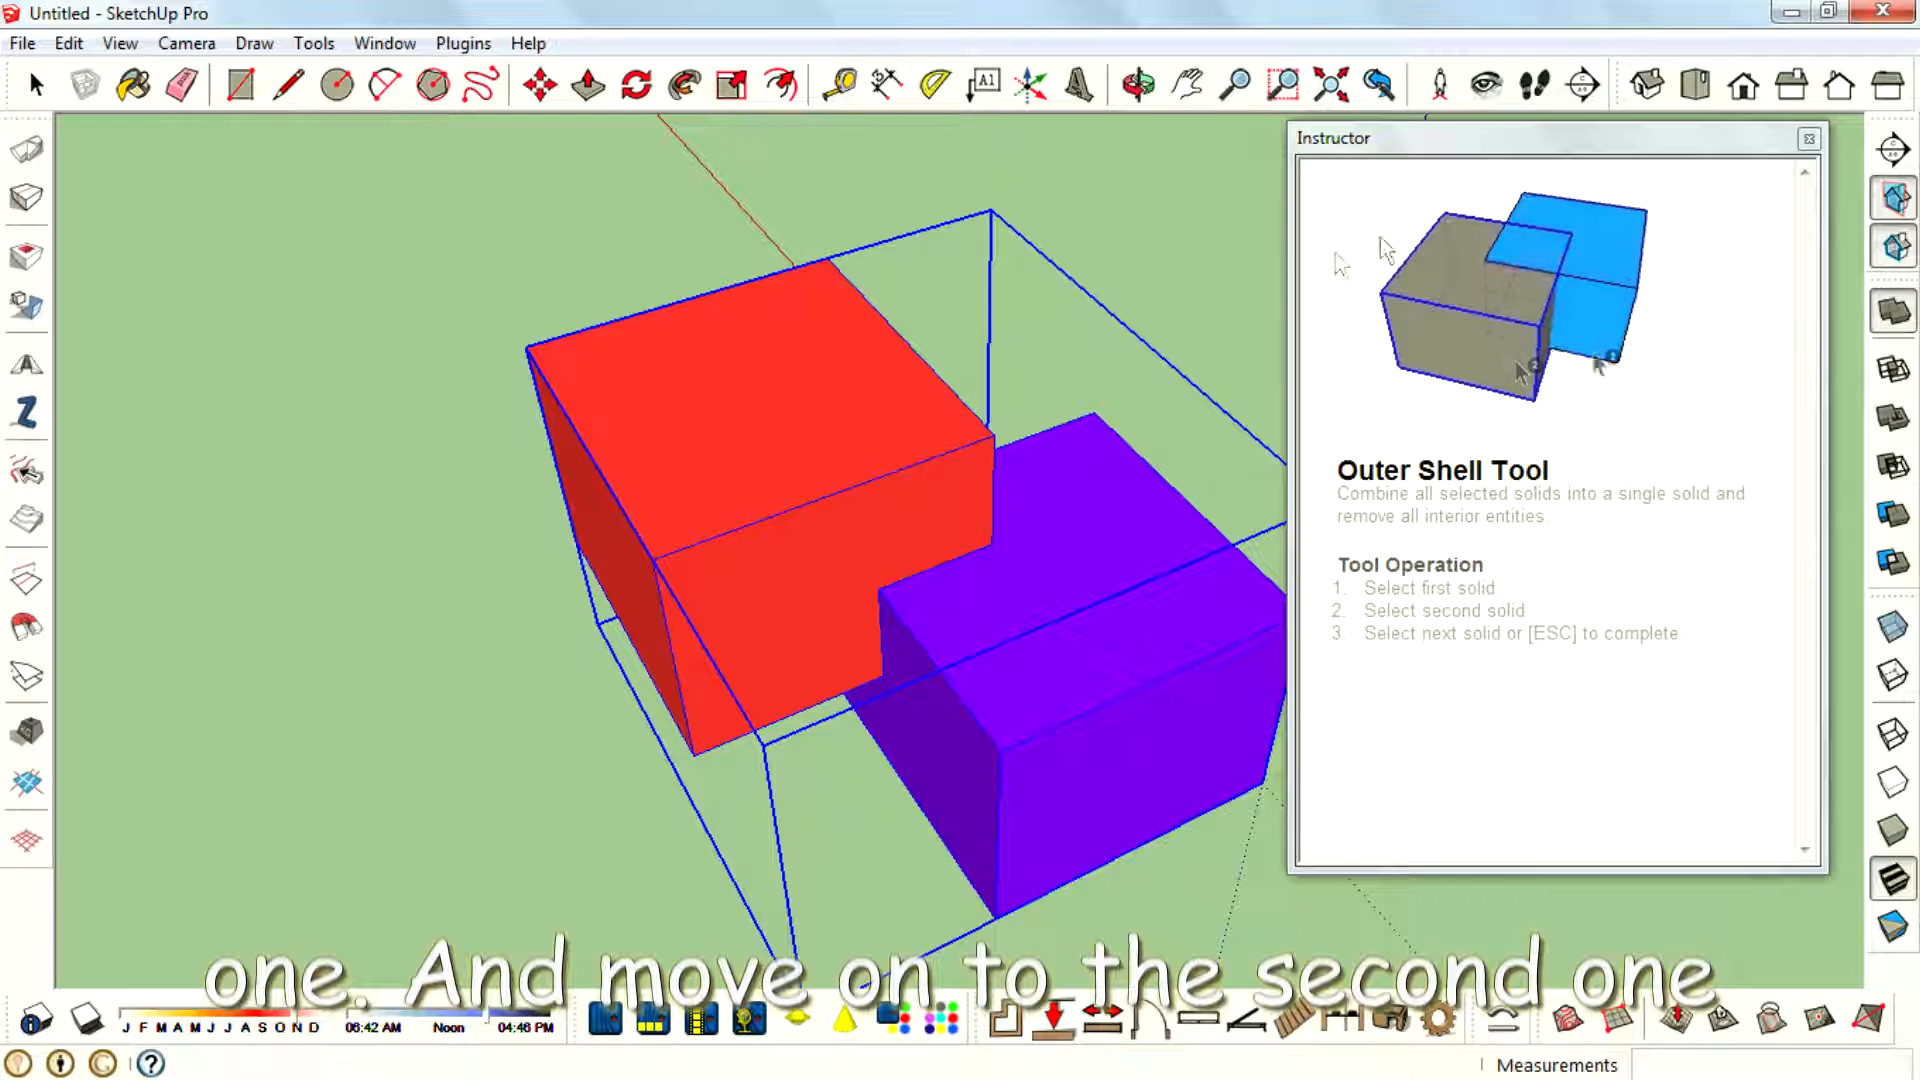 Untitled - SketchUp Pro
File Edit View Camera Draw Tools Window Plugins Help
A1
Instructor
Outer Shell Tool
Combine all selected solids into a single solid and
remove all interior entities
Tool Operation
1. Select first solid
2. Select second solid
3. Select next solid or [ESC] to complete
one. And move on to the second one
J F M A M J J A S O N D 06:42 AM Noon 04:46 PM
Measurements